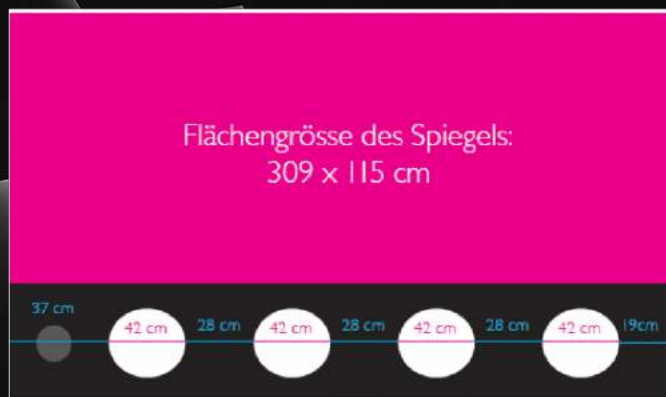 Flächengrösse des Spiegels:
309 x 115 cm
37 cm
42 cm 28 cm 42 cm 28 cm 42 cm 28 cm 42 cm 19cm